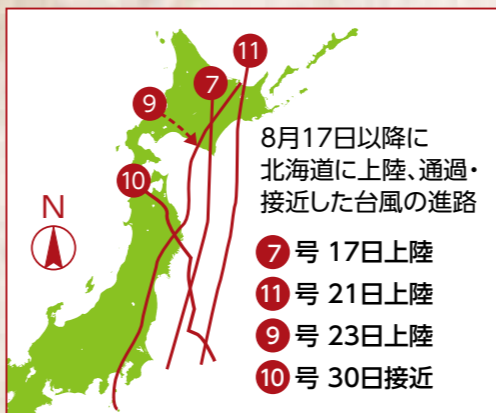 11
7
9
10
N
8月17日以降に
北海道に上陸、通過・
接近した台風の進路
7号 17日上陸
11号 21日上陸
9号 23日上陸
10号 30日接近